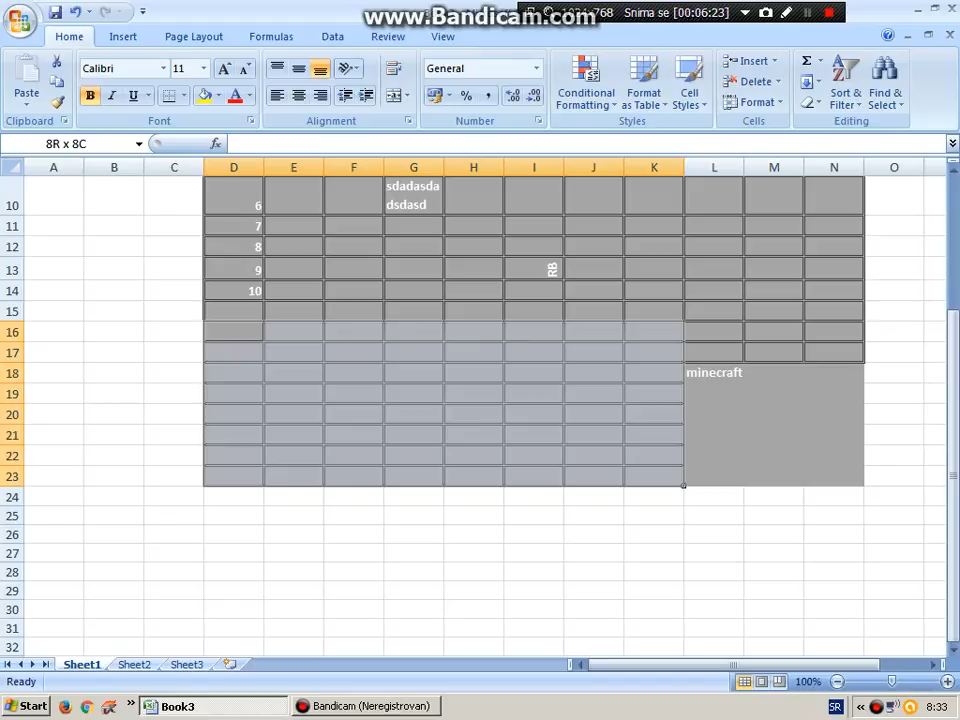 www.Bandicam.com
1024x768 Snima se [00:06:23]
Home Insert Page Layout Formulas Data Review View
Paste
Calibri 11
General
Conditional Formatting
Format as Table
Cell Styles
Insert
Delete
Format
Sort & Filter
Find & Select
Clipboard Font Alignment Number Styles Cells Editing
8R x 8C fx
A B C D E F G H I J K L M N O
sdadasda
10 6 dsdasd
11 7
12 8
13 9 RB
14 10
15
16
17
18 minecraft
19
20
21
22
23
24
25
26
27
28
29
30
31
32
Sheet1 Sheet2 Sheet3
Ready 100%
Start Book3 Bandicam (Neregistrovan) SR 8:33